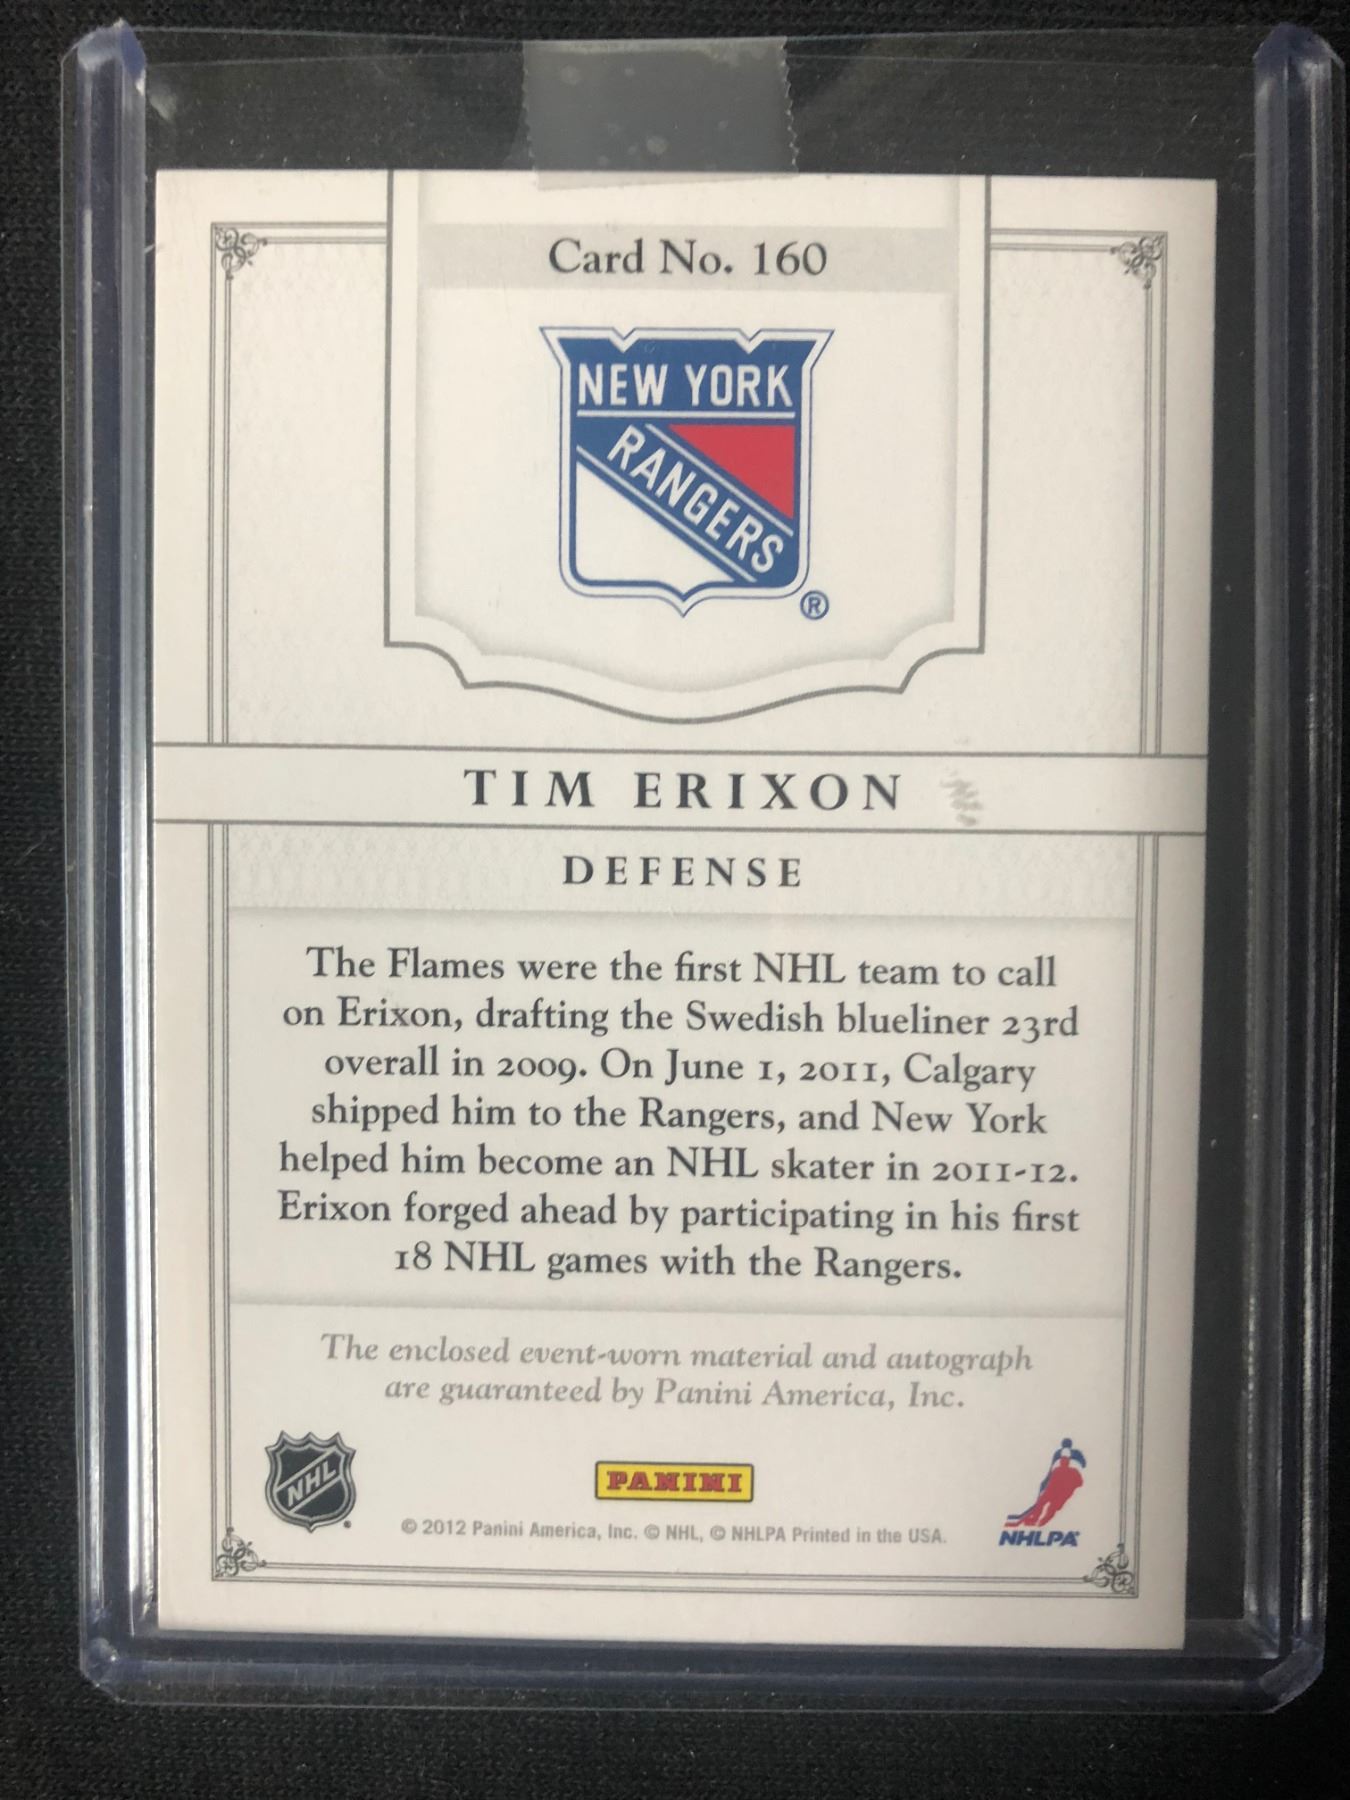 Card No. 160
NEW YORK
RANGERS
®
TIM ERIXON
DEFENSE
The Flames were the first NHL team to call
on Erixon, drafting the Swedish blueliner 23rd
overall in 2009. On June 1, 2011, Calgary
shipped him to the Rangers, and New York
helped him become an NHL skater in 2011-12.
Erixon forged ahead by participating in his first
18 NHL games with the Rangers.
The enclosed event-worn material and autograph
are guaranteed by Panini America, Inc.
NHL
PANINI
NHLPA
© 2012 Panini America, Inc. © NHL, © NHLPA Printed in the USA.